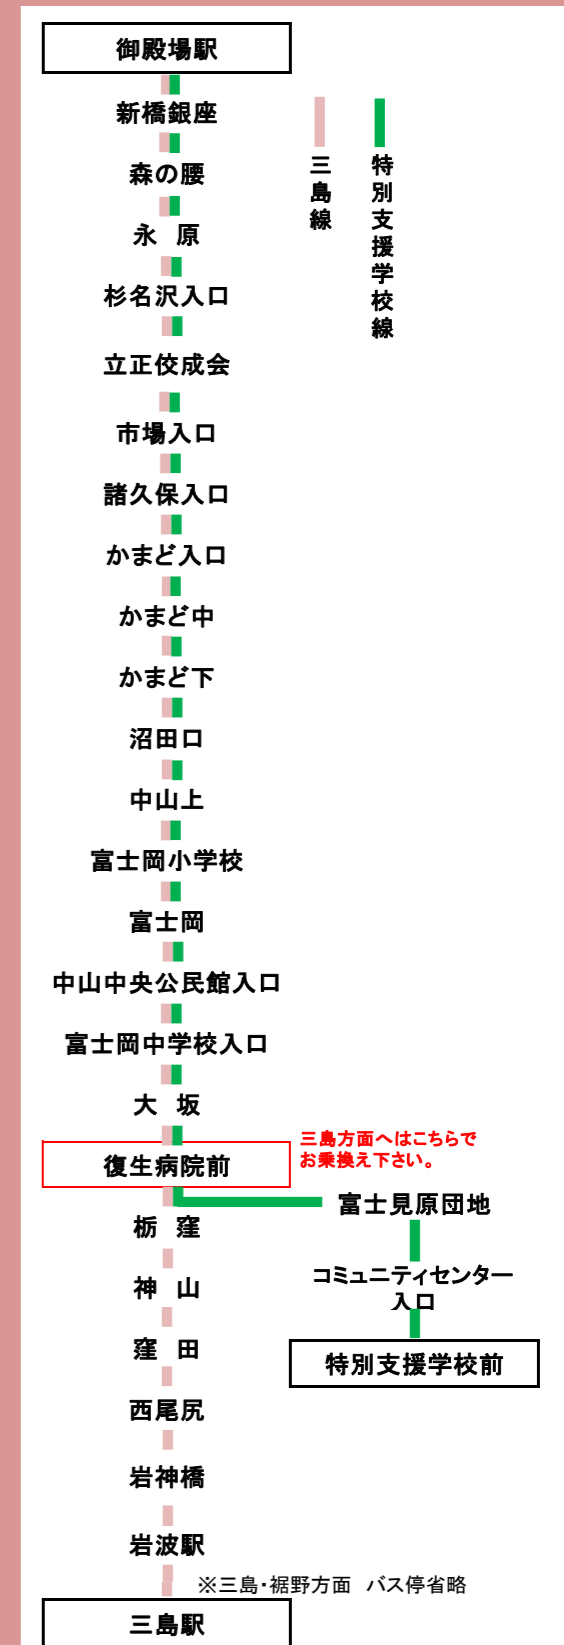 御殿場駅
新橋銀座
森の腰
永　原
杉名沢入口
立正佼成会
市場入口
諸久保入口
かまど入口
かまど中
かまど下
沼田口
中山上
富士岡小学校
富士岡
中山中央公民館入口
富士岡中学校入口
大　坂
復生病院前
栃　窪
神　山
窪　田
西尾尻
岩神橋
岩波駅
※三島・裾野方面　バス停省略
三島駅
三島線
特別支援学校線
三島方面へはこちらで
お乗換え下さい。
富士見原団地
コミュニティセンター
入口
特別支援学校前